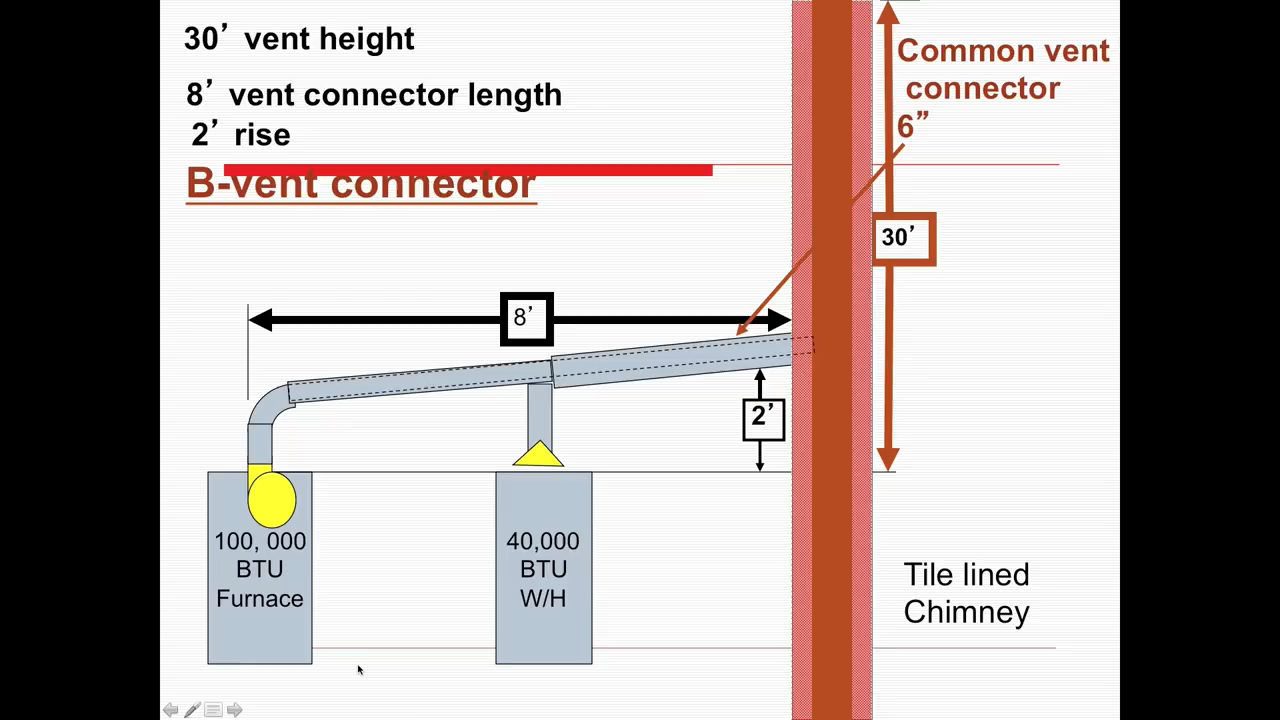 30’ vent height
8’ vent connector length
2’ rise
B-vent connector
Common vent
connector
6”
30’
8’
2’
100, 000
BTU
Furnace
40,000
BTU
W/H
Tile lined
Chimney